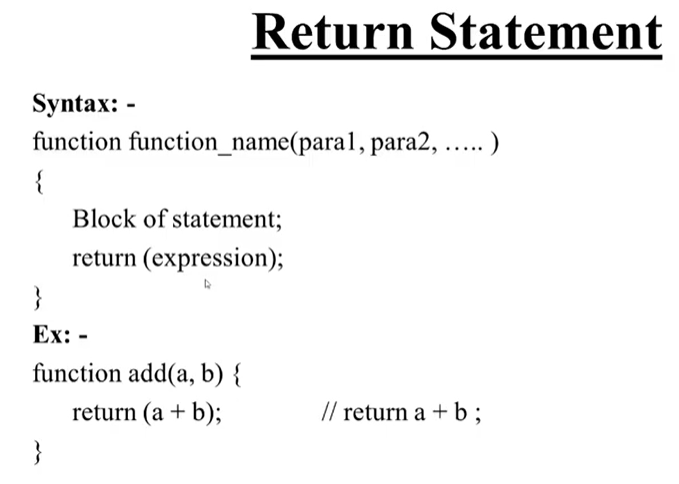 Return Statement
Syntax: -
function function_name(para1, para2, ….. )
{
Block of statement;
return (expression);
}
Ex: -
function add(a, b) {
return (a + b); // return a + b ;
}